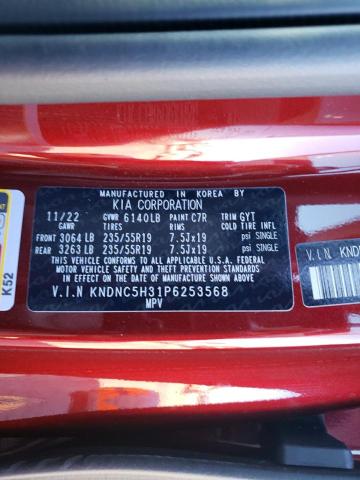 MANUFACTURED IN KOREA BY
KIA CORPORATION
11/22 GVWR 6140LB PAINT C7R TRIM GYT
GAWR TIRES RIMS COLD TIRE INFL
FRONT 3064 LB 235/55R19 7.5Jx19 psi SINGLE
REAR 3263 LB 235/55R19 7.5Jx19 psi SINGLE
THIS VEHICLE CONFORMS TO ALL APPLICABLE U.S.A. FEDERAL
MOTOR VEHICLE SAFETY AND THEFT PREVENTION STANDARDS
IN EFFECT ON THE DATE OF MANUFACTURE SHOWN ABOVE.
V.I.N KNDNC5H31P6253568
MPV
K52
V.I.N KND